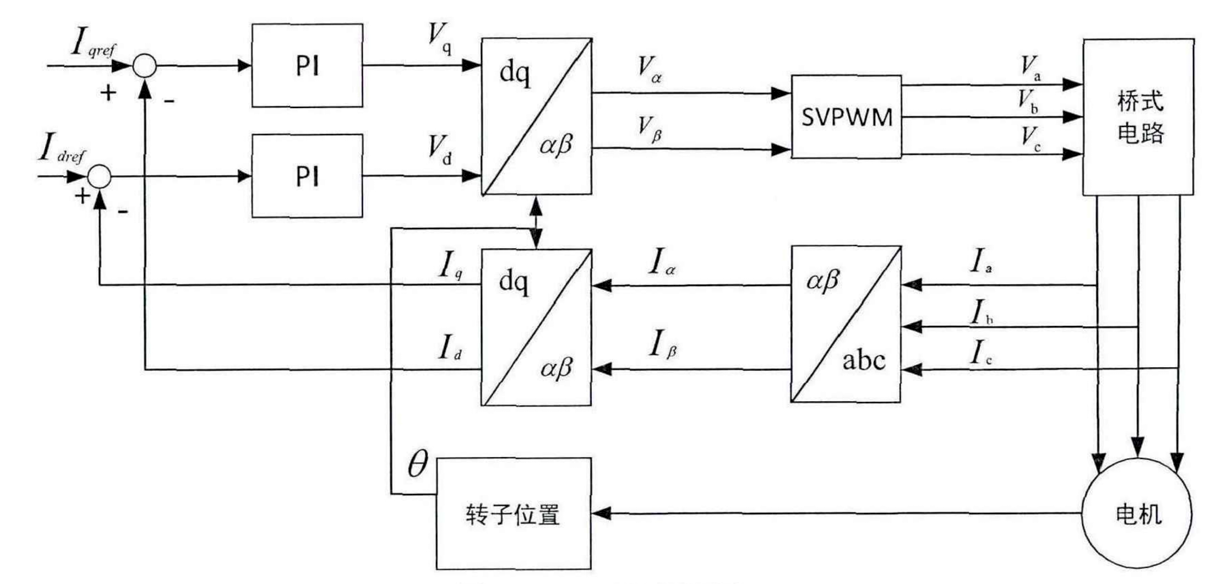 I_qref
+
-
PI
V_q
dq
αβ
V_α
V_β
SVPWM
V_a
V_b
V_c
桥式
电路
I_dref
+
-
PI
V_d
I_q
I_d
dq
αβ
I_α
I_β
αβ
abc
I_a
I_b
I_c
θ
转子位置
电机